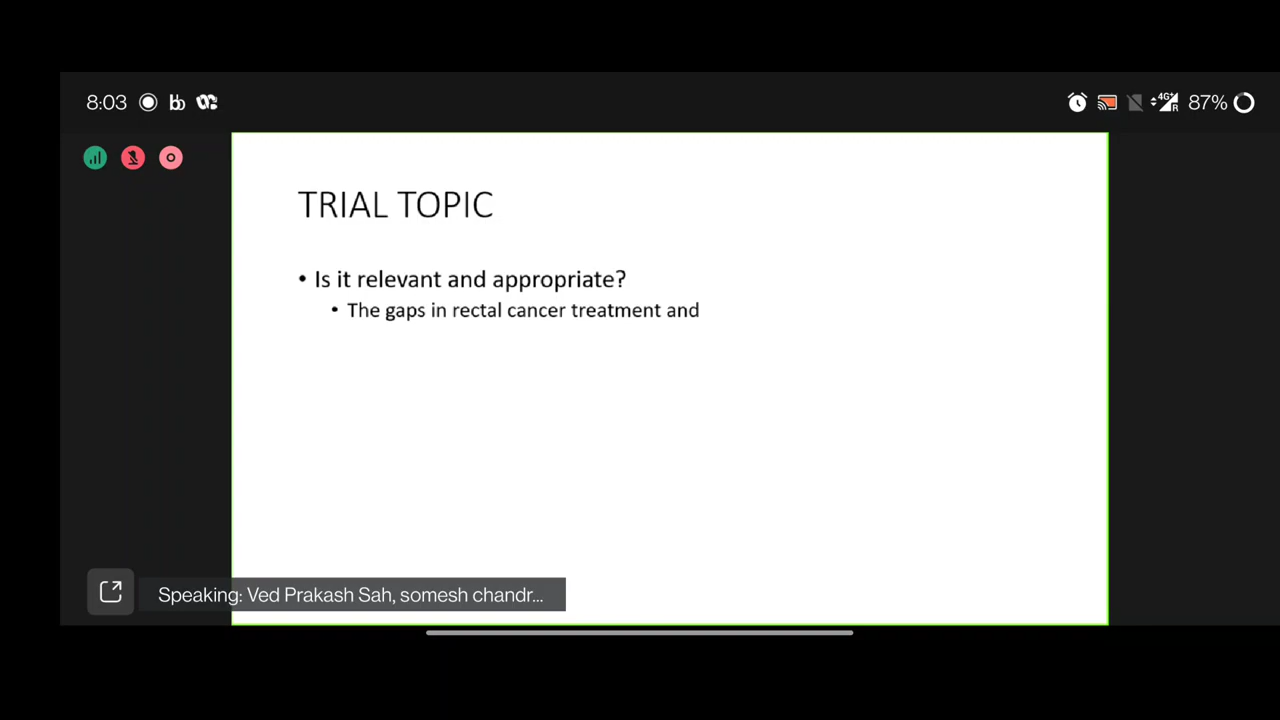 8:03
4G+
R
87%
TRIAL TOPIC
• Is it relevant and appropriate?
• The gaps in rectal cancer treatment and
Speaking: Ved Prakash Sah, somesh chandr...